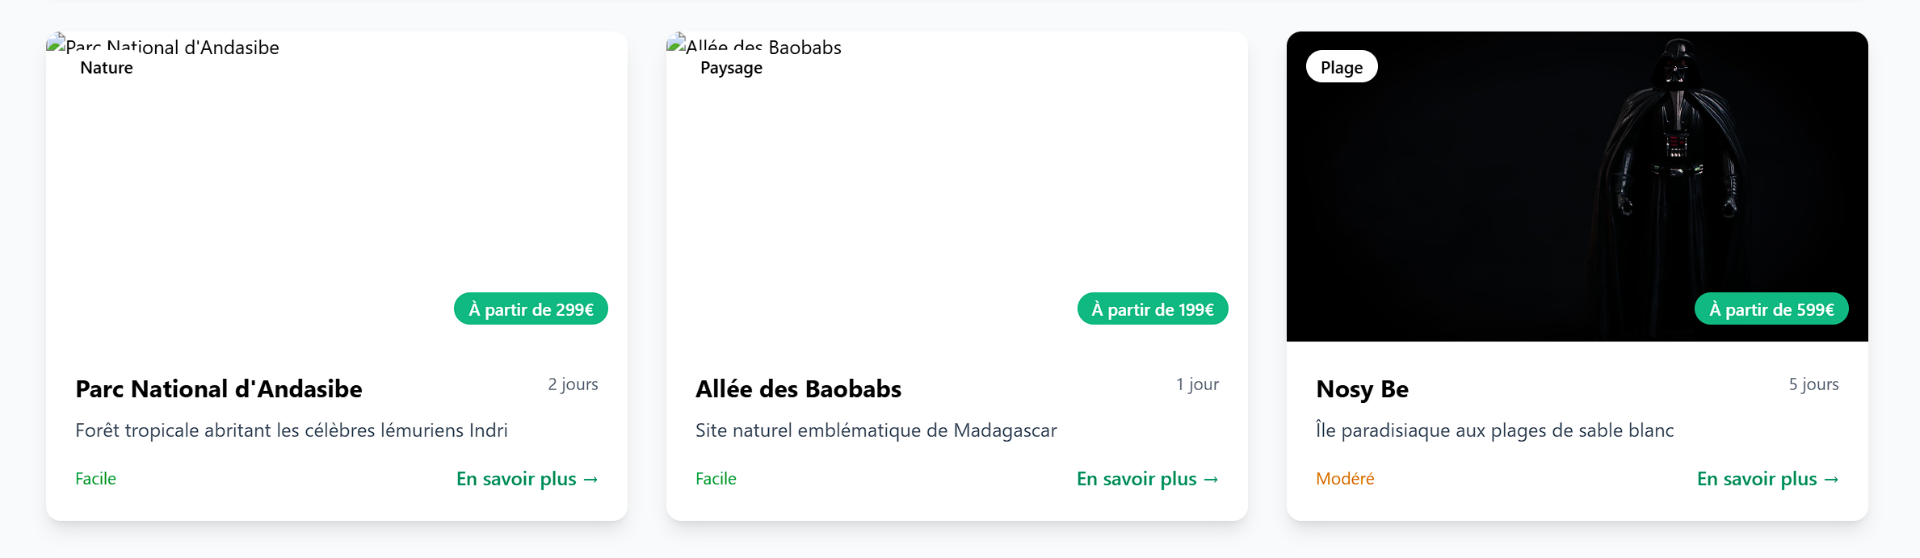 Parc National d'Andasibe
Nature
À partir de 299€
Parc National d'Andasibe
2 jours
Forêt tropicale abritant les célèbres lémuriens Indri
Facile
En savoir plus →
Allée des Baobabs
Paysage
À partir de 199€
Allée des Baobabs
1 jour
Site naturel emblématique de Madagascar
Facile
En savoir plus →
Plage
À partir de 599€
Nosy Be
5 jours
Île paradisiaque aux plages de sable blanc
Modéré
En savoir plus →